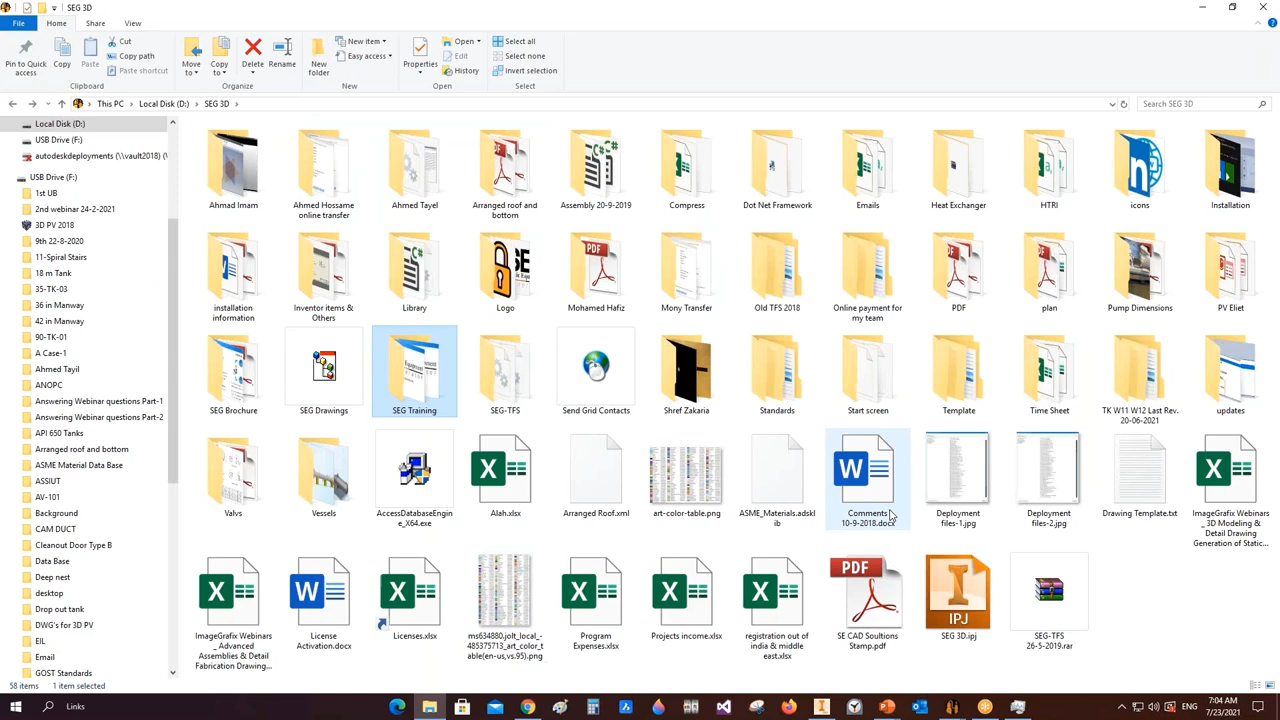 SEG 3D
File
Home
Share
View
Pin to Quick access
Copy
Paste
Cut
Copy path
Paste shortcut
Clipboard
Move to
Copy to
Delete
Rename
Organize
New folder
New item
Easy access
New
Properties
Open
Edit
History
Open
Select all
Select none
Invert selection
Select
This PC
Local Disk (D:)
SEG 3D
Search SEG 3D
Local Disk (D:)
USB Drive (F:)
autodeskdeployments (\\vault2018) (\
USB Drive (F:)
1st UB
2nd webinar 24-2-2021
3D PV 2018
9th 22-8-2020
11-Spiral Stairs
18 m Tank
35-TK-03
36 in Manway
42 in Manway
90-TK-01
A Case-1
Ahmed Tayil
ANOPC
Answering Webinar questions Part-1
Answering Webinar questions Part-2
API 650 Tanks
Arranged roof and bottom
ASME Material Data Base
ASSIUT
AV-101
Background
CAM DUCT
Cleanout Door Type B
Data Base
Deep nest
desktop
Drop out tank
DWG's for 3D PV
EIL
Email
GOST Standards
Ahmad Imam
Ahmed Hossame online transfer
Ahmed Tayel
Arranged roof and bottom
Assembly 20-9-2019
Compress
Dot Net Framework
Emails
Heat Exchanger
HTRI
icons
Installation
installation information
Inventor items & Others
Library
Logo
Mohamed Hafiz
Mony Transfer
Old TFS 2018
Online payment for my team
PDF
plan
Pump Dimensions
PV Eliet
SEG Brochure
SEG Drawings
SEG Training
SEG-TFS
Send Grid Contacts
Shref Zakaria
Standards
Start screen
Template
Time Sheet
TK W11 W12 Last Rev. 20-06-2021
updates
Valvs
Vessels
AccessDatabaseEngine_X64.exe
Alah.xlsx
Arranged Roof.xml
art-color-table.png
ASME_Materials.adsklib
Comments 10-9-2018.docx
Deployment files-1.jpg
Deployment files-2.jpg
Drawing Template.txt
ImageGrafix Webinars _ 3D Modeling & Detail Drawing Generation of Static...
ImageGrafix Webinars _ Advanced Assemblies & Detail Fabrication Drawing...
License Activation.docx
Licenses.xlsx
ms634880.jolt_local_-485375713_art_color_table(en-us,vs.95).png
Program Expenses.xlsx
Projects income.xlsx
registration out of india & middle east.xlsx
SE CAD Soultions Stamp.pdf
SEG 3D.ipj
SEG-TFS 26-5-2019.rar
58 items
1 item selected
Links
ENG
7:04 AM
7/23/2021